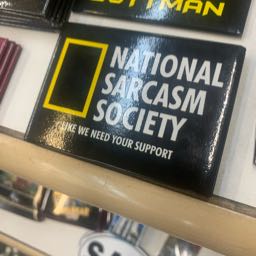 NATIONAL
SARCASM
SOCIETY
LIKE WE NEED YOUR SUPPORT